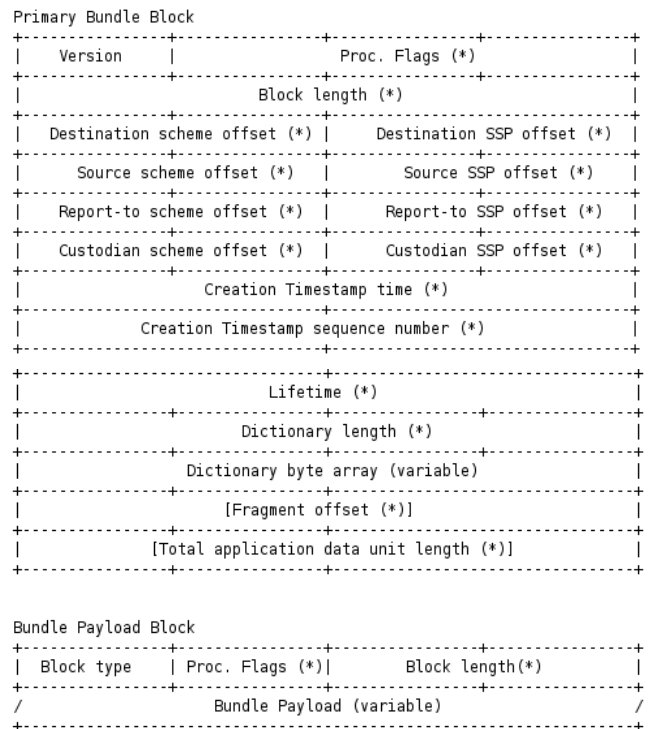 Primary Bundle Block
Version Proc. Flags (*)
Block length (*)
Destination scheme offset (*) Destination SSP offset (*)
Source scheme offset (*) Source SSP offset (*)
Report-to scheme offset (*) Report-to SSP offset (*)
Custodian scheme offset (*) Custodian SSP offset (*)
Creation Timestamp time (*)
Creation Timestamp sequence number (*)
Lifetime (*)
Dictionary length (*)
Dictionary byte array (variable)
[Fragment offset (*)]
[Total application data unit length (*)]
Bundle Payload Block
Block type Proc. Flags (*) Block length(*)
/ Bundle Payload (variable) /